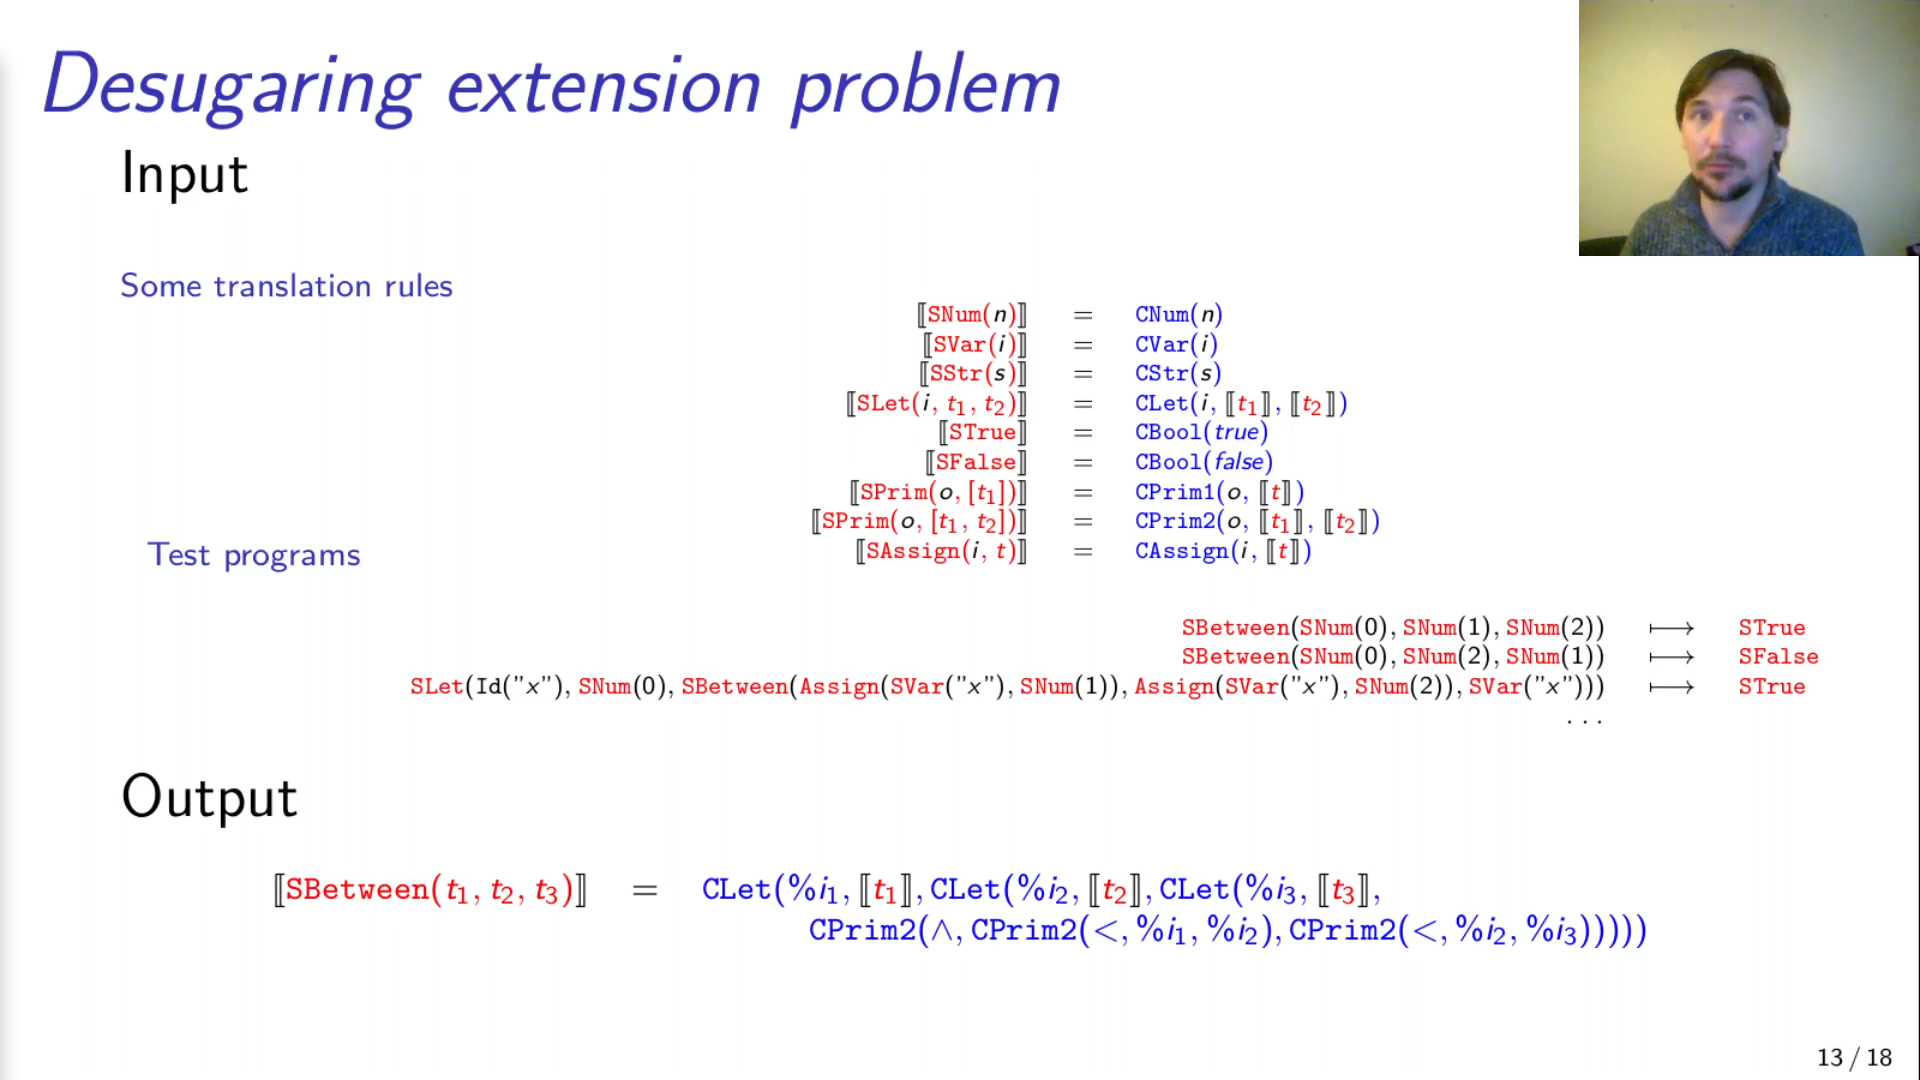 Desugaring extension problem
Input
Some translation rules
⟦SNum(n)⟧ = CNum(n)
⟦SVar(i)⟧ = CVar(i)
⟦SStr(s)⟧ = CStr(s)
⟦SLet(i, t₁, t₂)⟧ = CLet(i, ⟦t₁⟧, ⟦t₂⟧)
⟦STrue⟧ = CBool(true)
⟦SFalse⟧ = CBool(false)
⟦SPrim(o, [t₁])⟧ = CPrim1(o, ⟦t⟧)
⟦SPrim(o, [t₁, t₂])⟧ = CPrim2(o, ⟦t₁⟧, ⟦t₂⟧)
⟦SAssign(i, t)⟧ = CAssign(i, ⟦t⟧)
Test programs
SBetween(SNum(0), SNum(1), SNum(2)) ⟼ STrue
SBetween(SNum(0), SNum(2), SNum(1)) ⟼ SFalse
SLet(Id("x"), SNum(0), SBetween(Assign(SVar("x"), SNum(1)), Assign(SVar("x"), SNum(2)), SVar("x"))) ⟼ STrue
...
Output
⟦SBetween(t₁, t₂, t₃)⟧ = CLet(%i₁, ⟦t₁⟧, CLet(%i₂, ⟦t₂⟧, CLet(%i₃, ⟦t₃⟧,
CPrim2(∧, CPrim2(<, %i₁, %i₂), CPrim2(<, %i₂, %i₃)))))
13 / 18